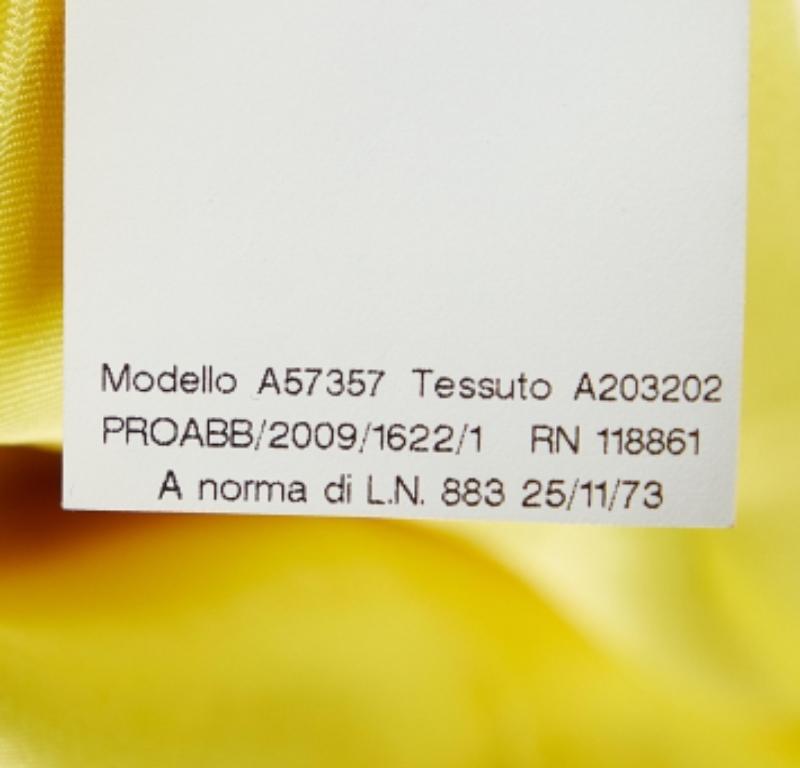 Modello A57357 Tessuto A203202
PROABB/2009/1622/1 RN 118861
A norma di L.N. 883 25/11/73